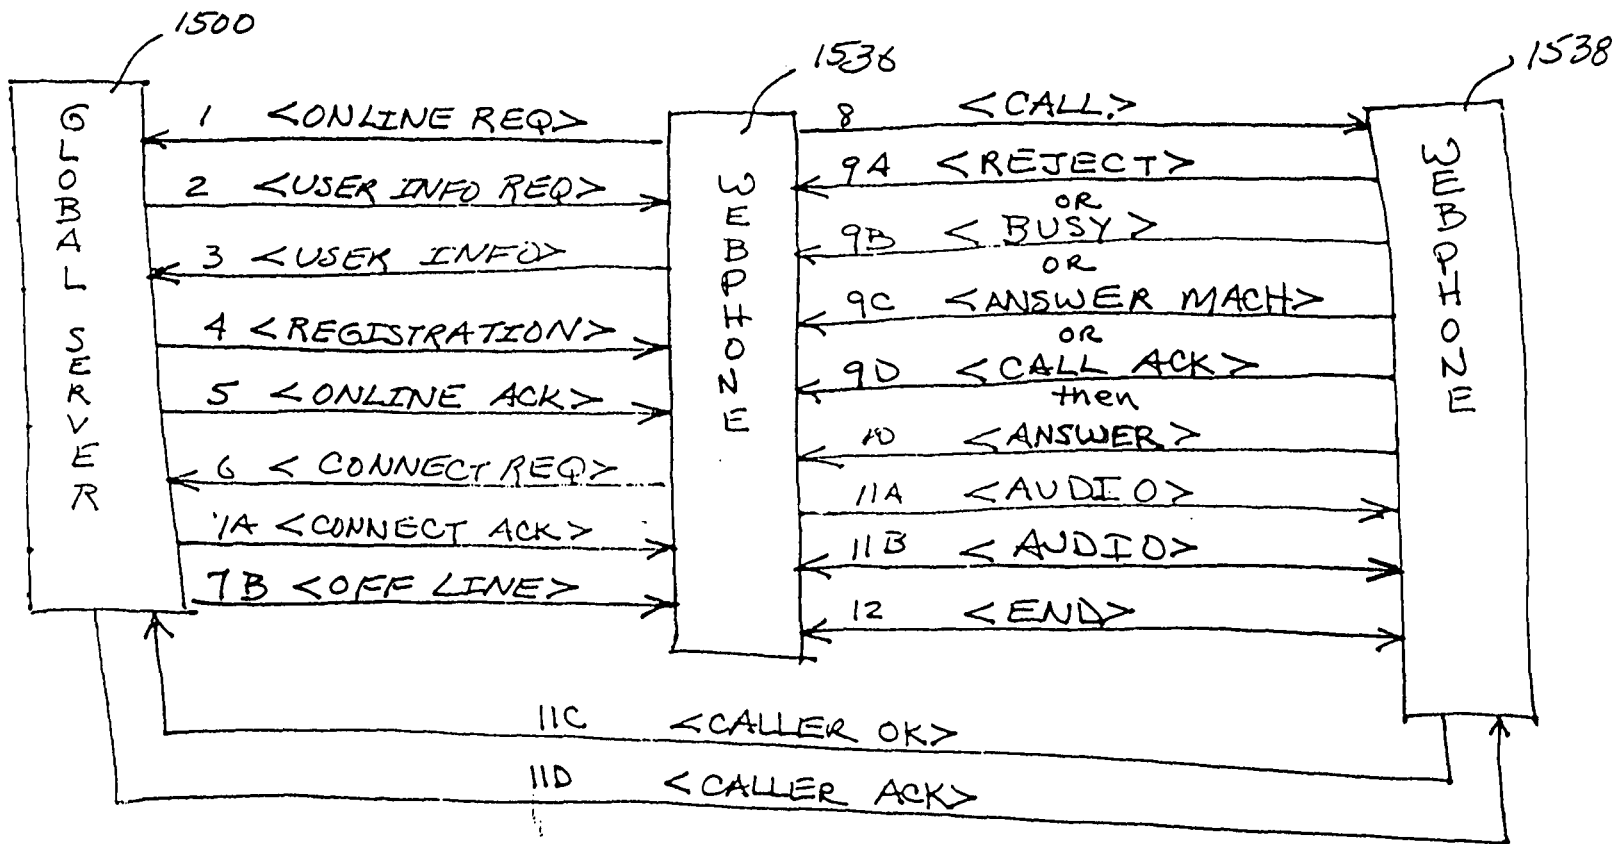 1500
1536
1538
GLOBAL SERVER
1 <ONLINE REQ>
2 <USER INFO REQ>
3 <USER INFO>
4 <REGISTRATION>
5 <ONLINE ACK>
6 <CONNECT REQ>
7A <CONNECT ACK>
7B <OFF LINE>
WEBPHONE
8 <CALL>
9A <REJECT>
OR
9B <BUSY>
OR
9C <ANSWER MACH>
OR
9D <CALL ACK>
then
10 <ANSWER>
11A <AUDIO>
11B <AUDIO>
12 <END>
WEBPHONE
11C <CALLER OK>
11D <CALLER ACK>